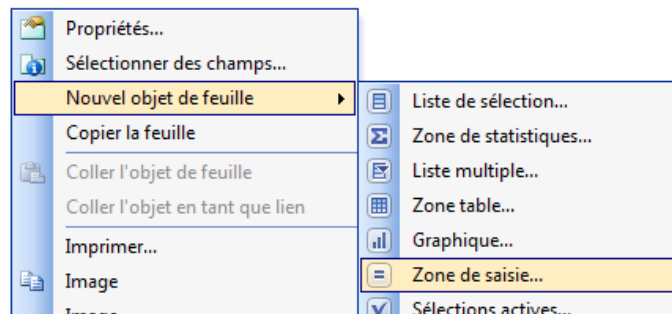 Propriétés...
Sélectionner des champs...
Nouvel objet de feuille
Copier la feuille
Coller l'objet de feuille
Coller l'objet en tant que lien
Imprimer...
Image
Image
Liste de sélection...
Zone de statistiques...
Liste multiple...
Zone table...
Graphique...
Zone de saisie...
Sélections actives...